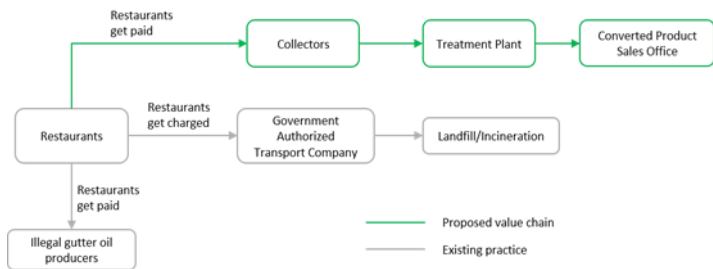 Restaurants
get paid
Collectors
Treatment Plant
Converted Product
Sales Office
Restaurants
Restaurants
get charged
Government
Authorized
Transport Company
Landfill/Incineration
Restaurants
get paid
Illegal gutter oil
producers
Proposed value chain
Existing practice